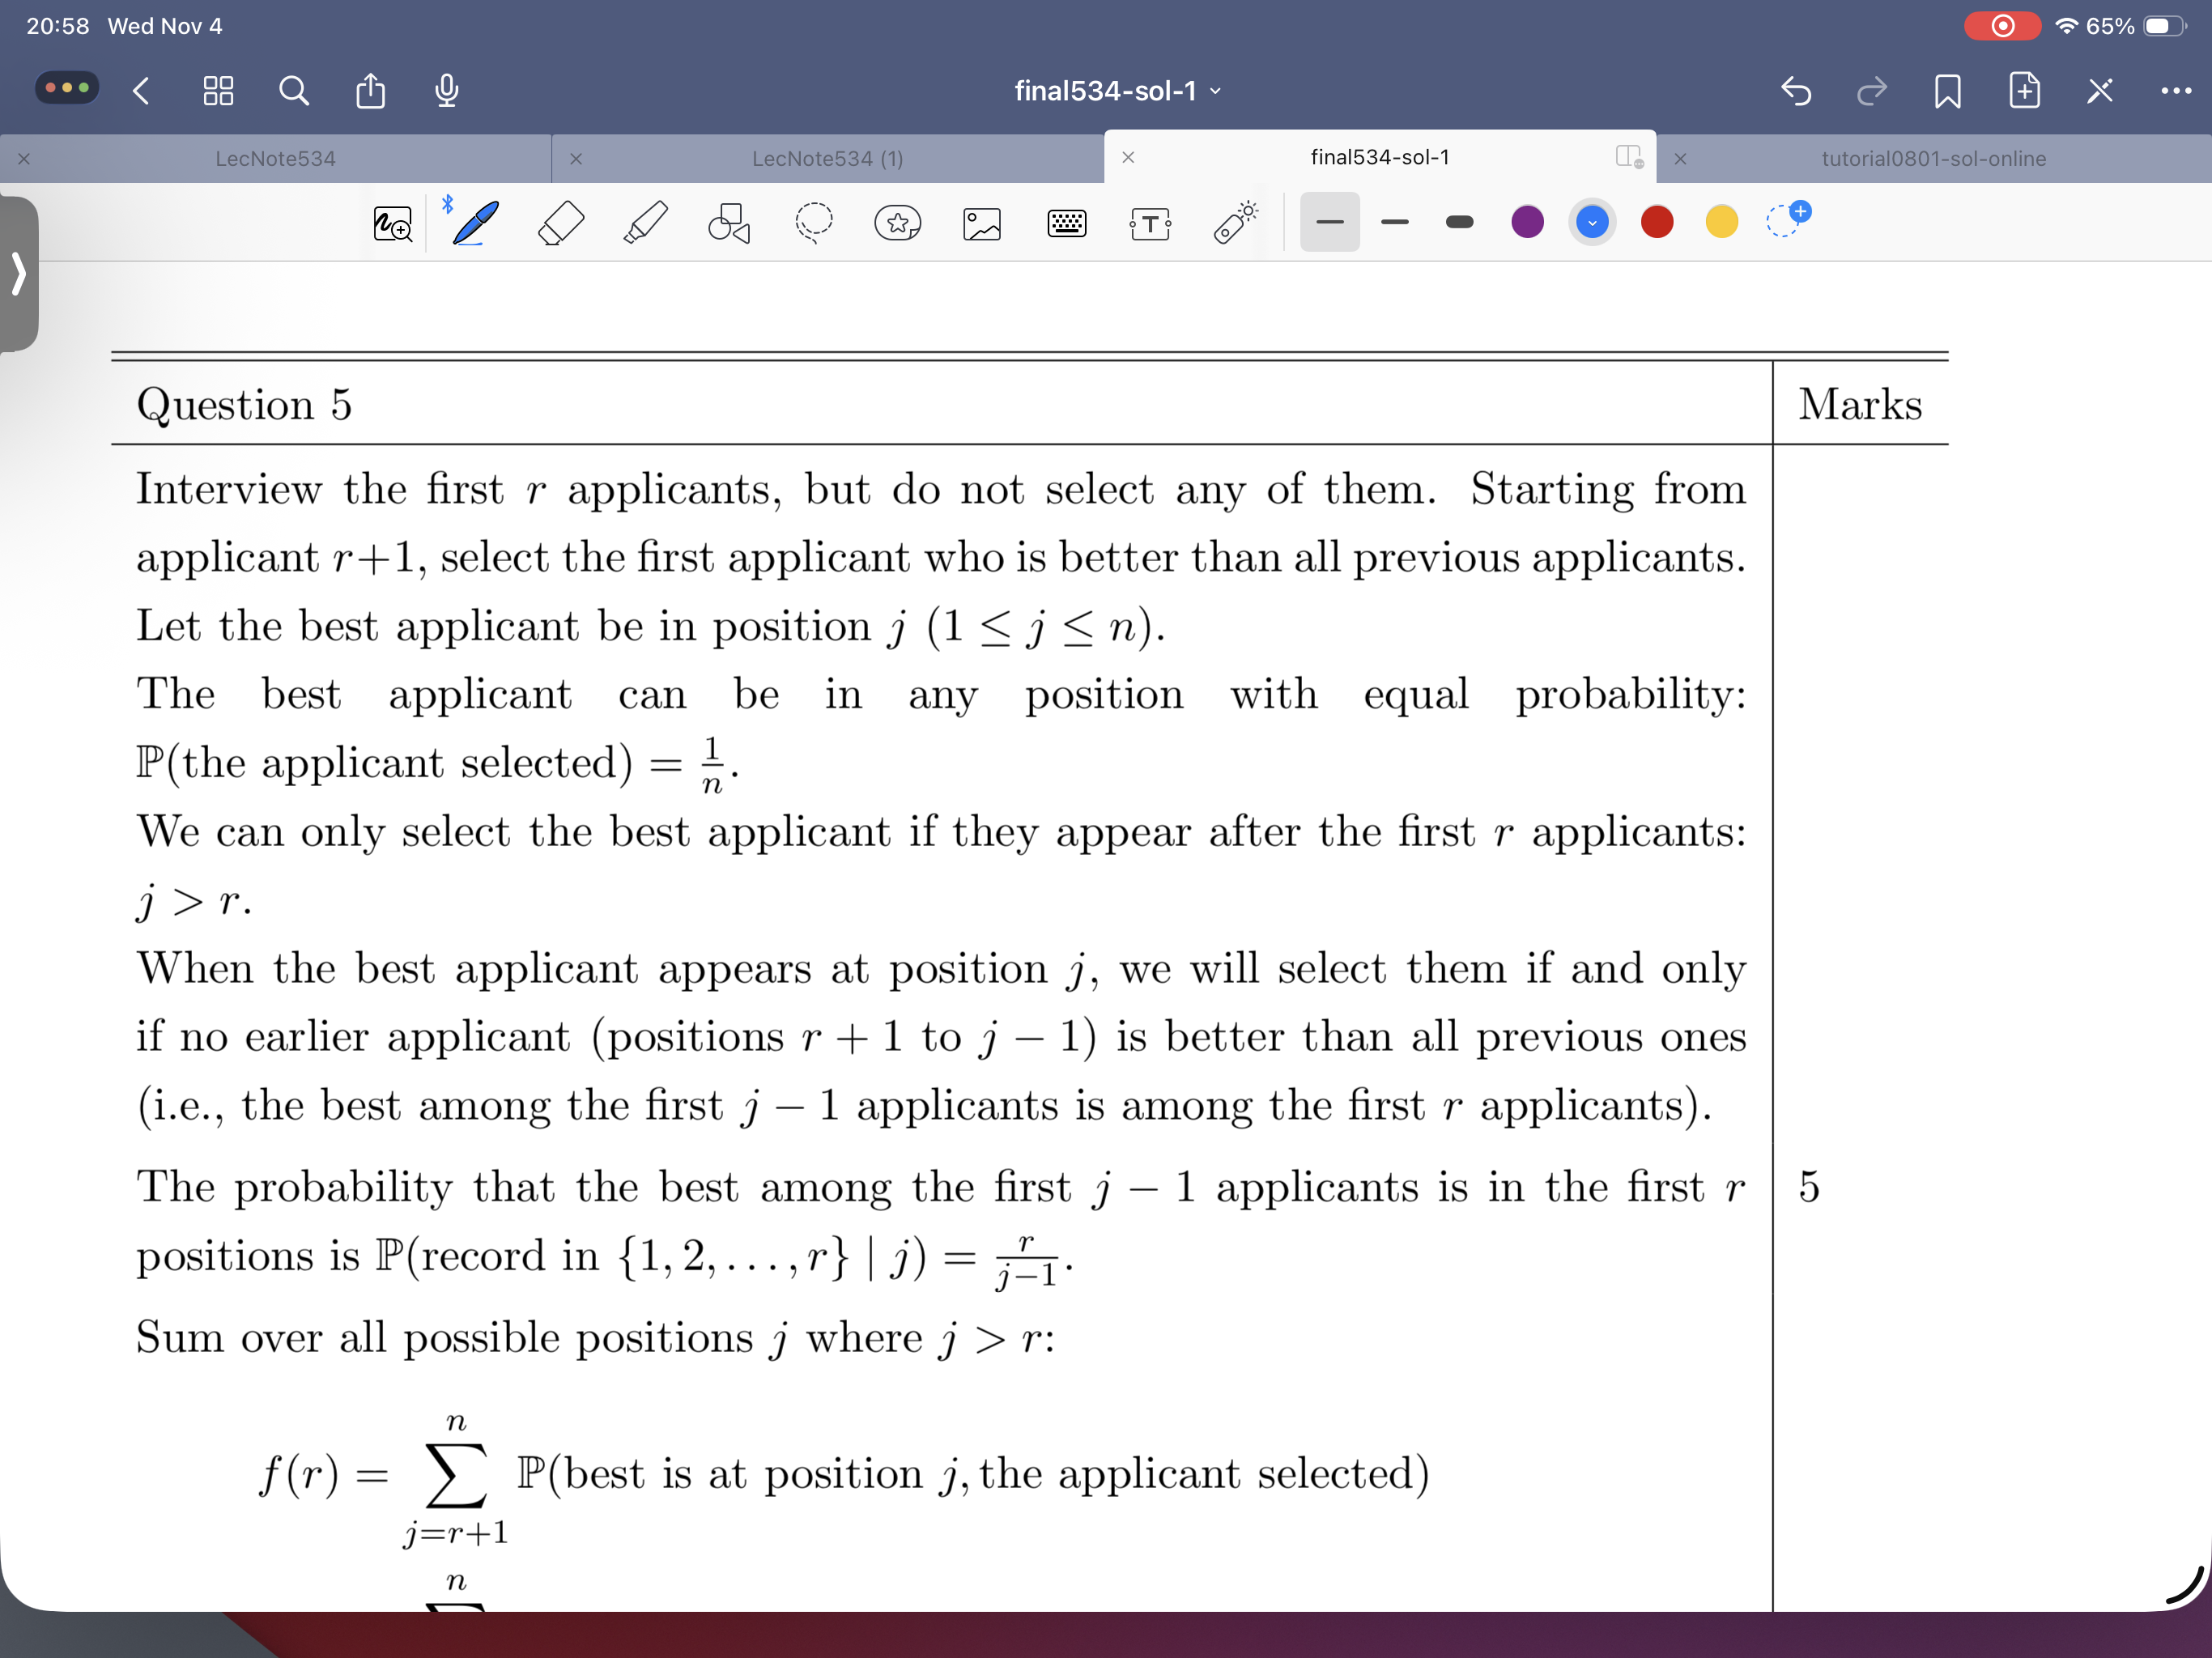 20:58 Wed Nov 4
65%
final534-sol-1
LecNote534
LecNote534 (1)
final534-sol-1
tutorial0801-sol-online
T
Question 5
Marks
Interview the first r applicants, but do not select any of them. Starting from
applicant r+1, select the first applicant who is better than all previous applicants.
Let the best applicant be in position j (1 ≤ j ≤ n).
The best applicant can be in any position with equal probability:
ℙ(the applicant selected) = 1/n.
We can only select the best applicant if they appear after the first r applicants:
j > r.
When the best applicant appears at position j, we will select them if and only
if no earlier applicant (positions r + 1 to j − 1) is better than all previous ones
(i.e., the best among the first j − 1 applicants is among the first r applicants).
The probability that the best among the first j − 1 applicants is in the first r
5
positions is ℙ(record in {1, 2, . . . , r} | j) = r/(j−1).
Sum over all possible positions j where j > r:
f(r) = ∑_{j=r+1}^{n} ℙ(best is at position j, the applicant selected)
n